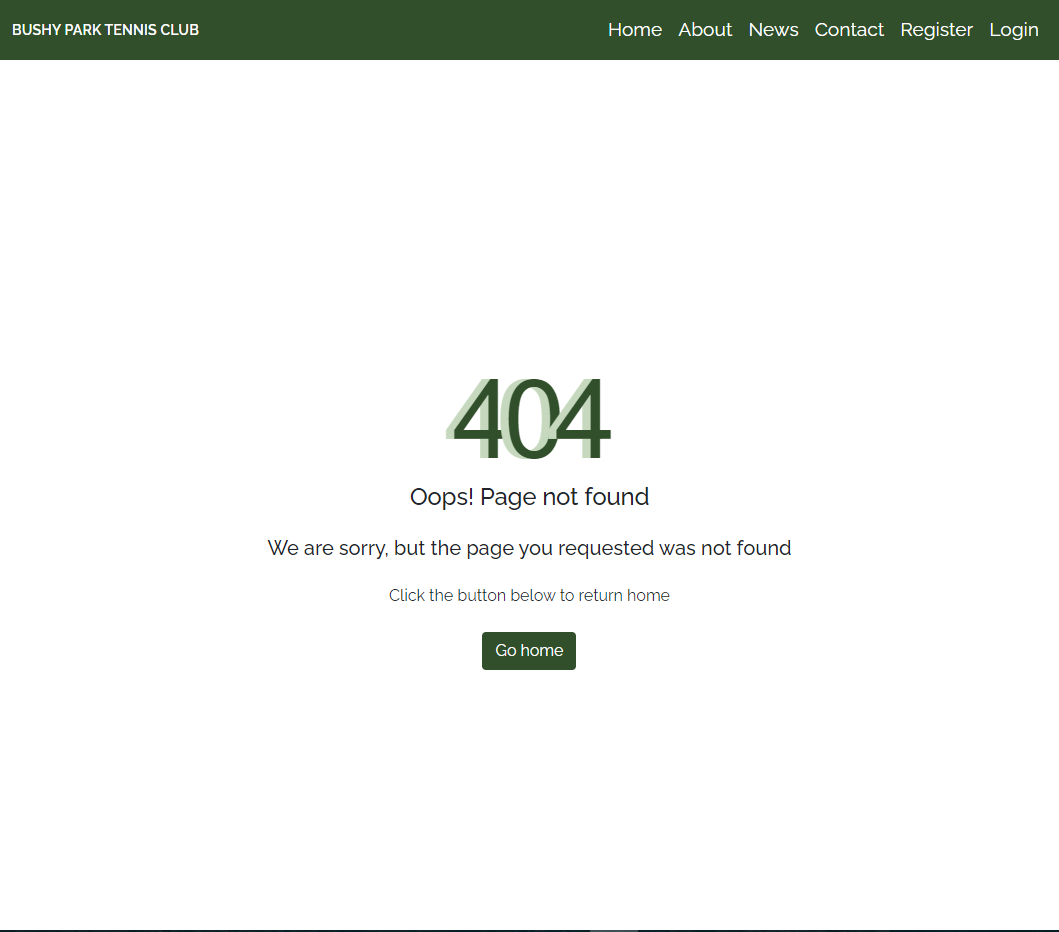 BUSHY PARK TENNIS CLUB
Home About News Contact Register Login
404
Oops! Page not found
We are sorry, but the page you requested was not found
Click the button below to return home
Go home